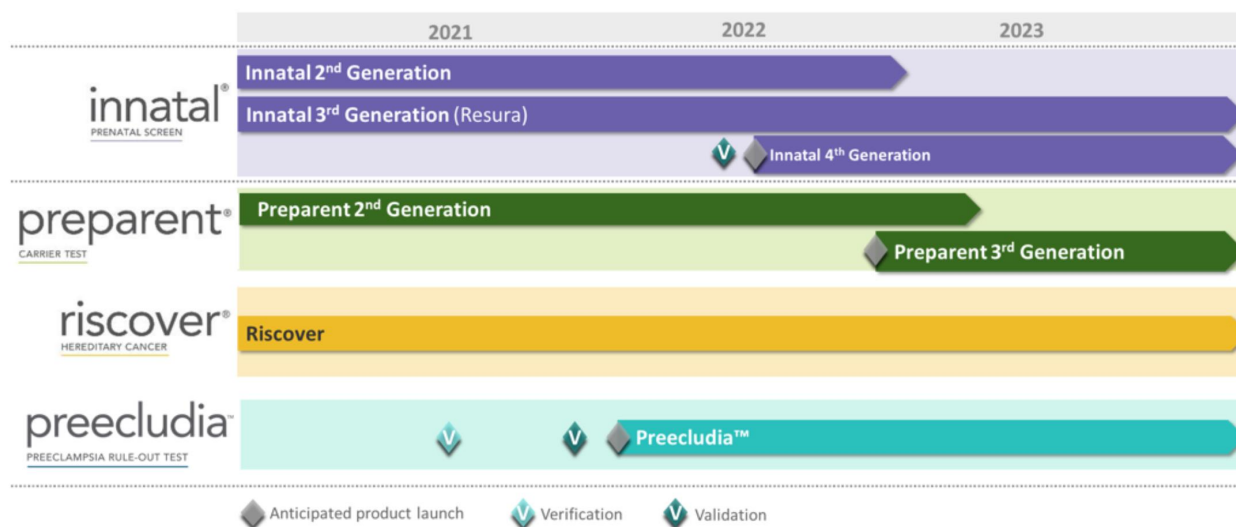 2021 2022 2023
innatal®
PRENATAL SCREEN
Innatal 2nd Generation
Innatal 3rd Generation (Resura)
V Innatal 4th Generation
preparent®
CARRIER TEST
Preparent 2nd Generation
Preparent 3rd Generation
riscover®
HEREDITARY CANCER
Riscover
preecludia™
PREECLAMPSIA RULE-OUT TEST
V V Preecludia™
Anticipated product launch V Verification V Validation